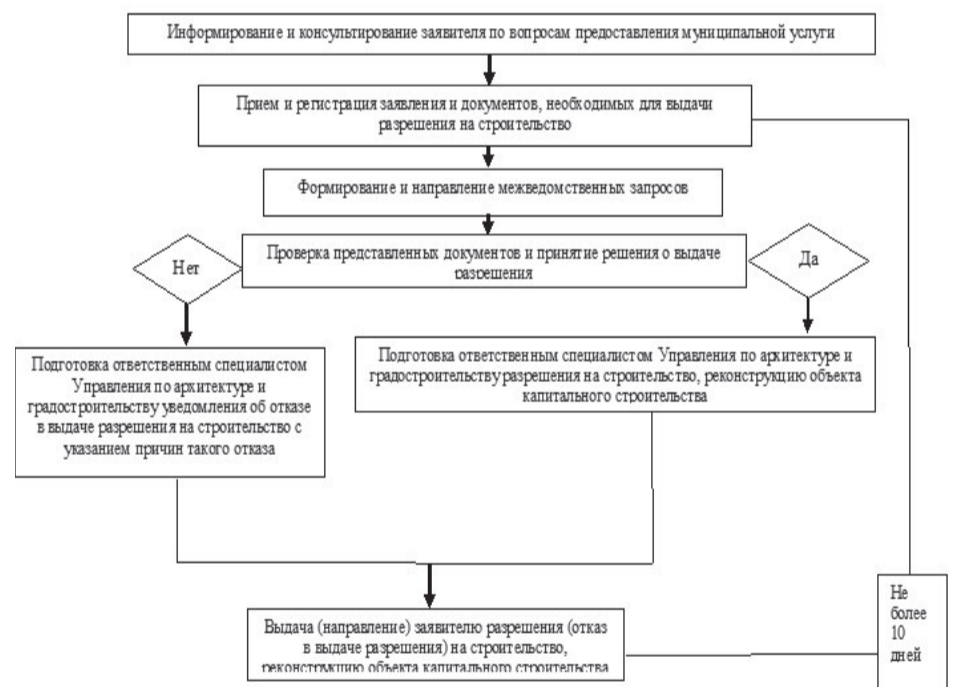 Информирование и консультирование заявителя по вопросам предоставления муниципальной услуги
Прием и регистрация заявления и документов, необходимых для выдачи
разрешения на строительство
Формирование и направление межведомственных запросов
Проверка представленных документов и принятие решения о выдаче
разрешения
Нет
Да
Подготовка ответственным специалистом
Управления по архитектуре и
градостроительству уведомления об отказе
в выдаче разрешения на строительство с
указанием причин такого отказа
Подготовка ответственным специалистом Управления по архитектуре и
градостроительству разрешения на строительство, реконструкцию объекта
капитального строительства
Выдача (направление) заявителю разрешения (отказ
в выдаче разрешения) на строительство,
реконструкцию объекта капитального строительства
Не
более
10
дней